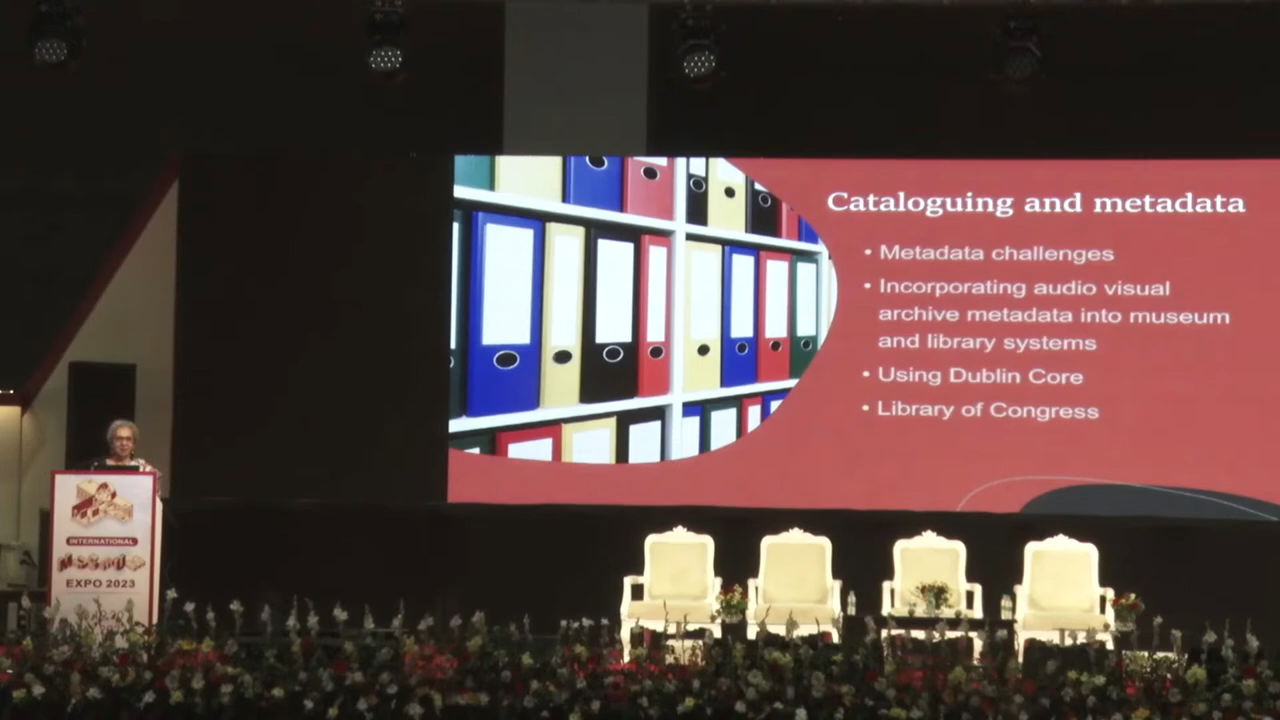 Cataloguing and metadata
• Metadata challenges
• Incorporating audio visual
archive metadata into museum
and library systems
• Using Dublin Core
• Library of Congress
INTERNATIONAL
MUSEUM
EXPO 2023